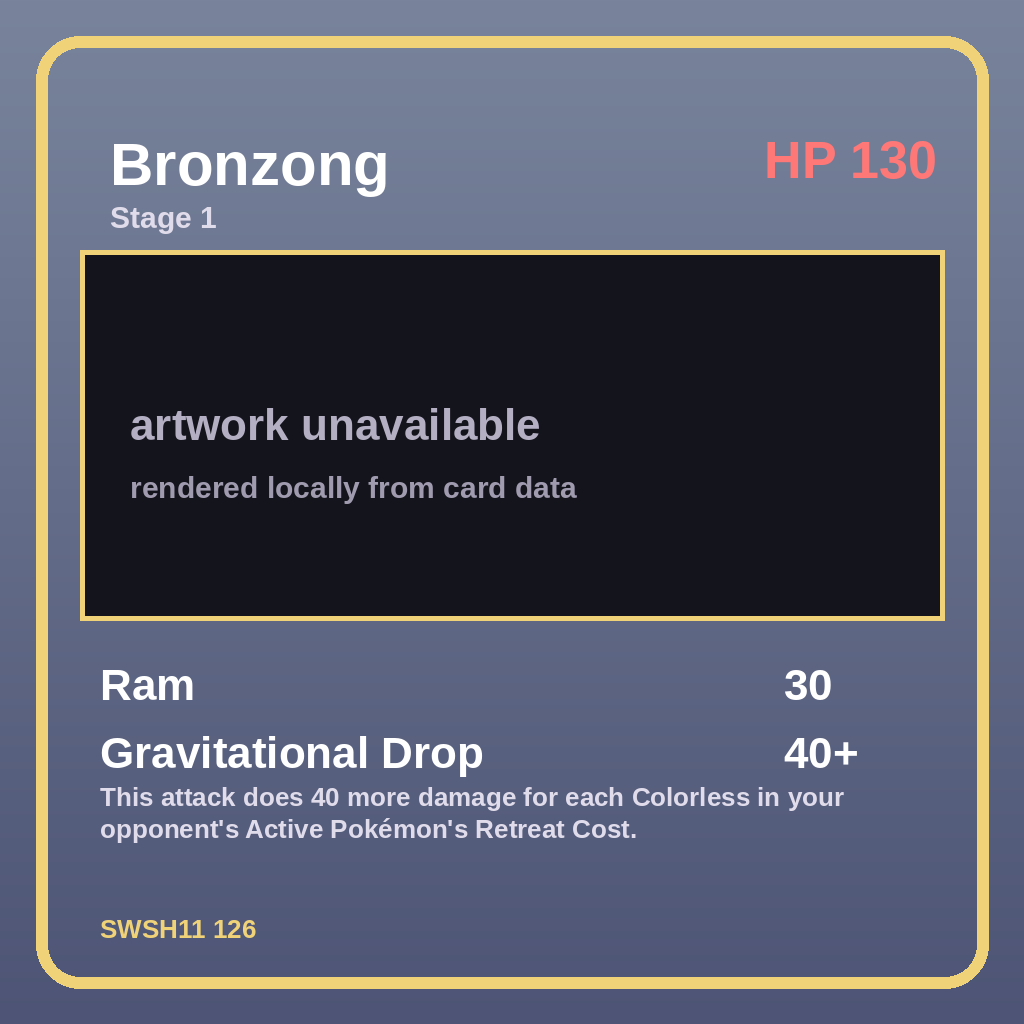 Bronzong
HP 130
Stage 1
artwork unavailable
rendered locally from card data
Ram 30
Gravitational Drop 40+
This attack does 40 more damage for each Colorless in your
opponent's Active Pokémon's Retreat Cost.
SWSH11 126